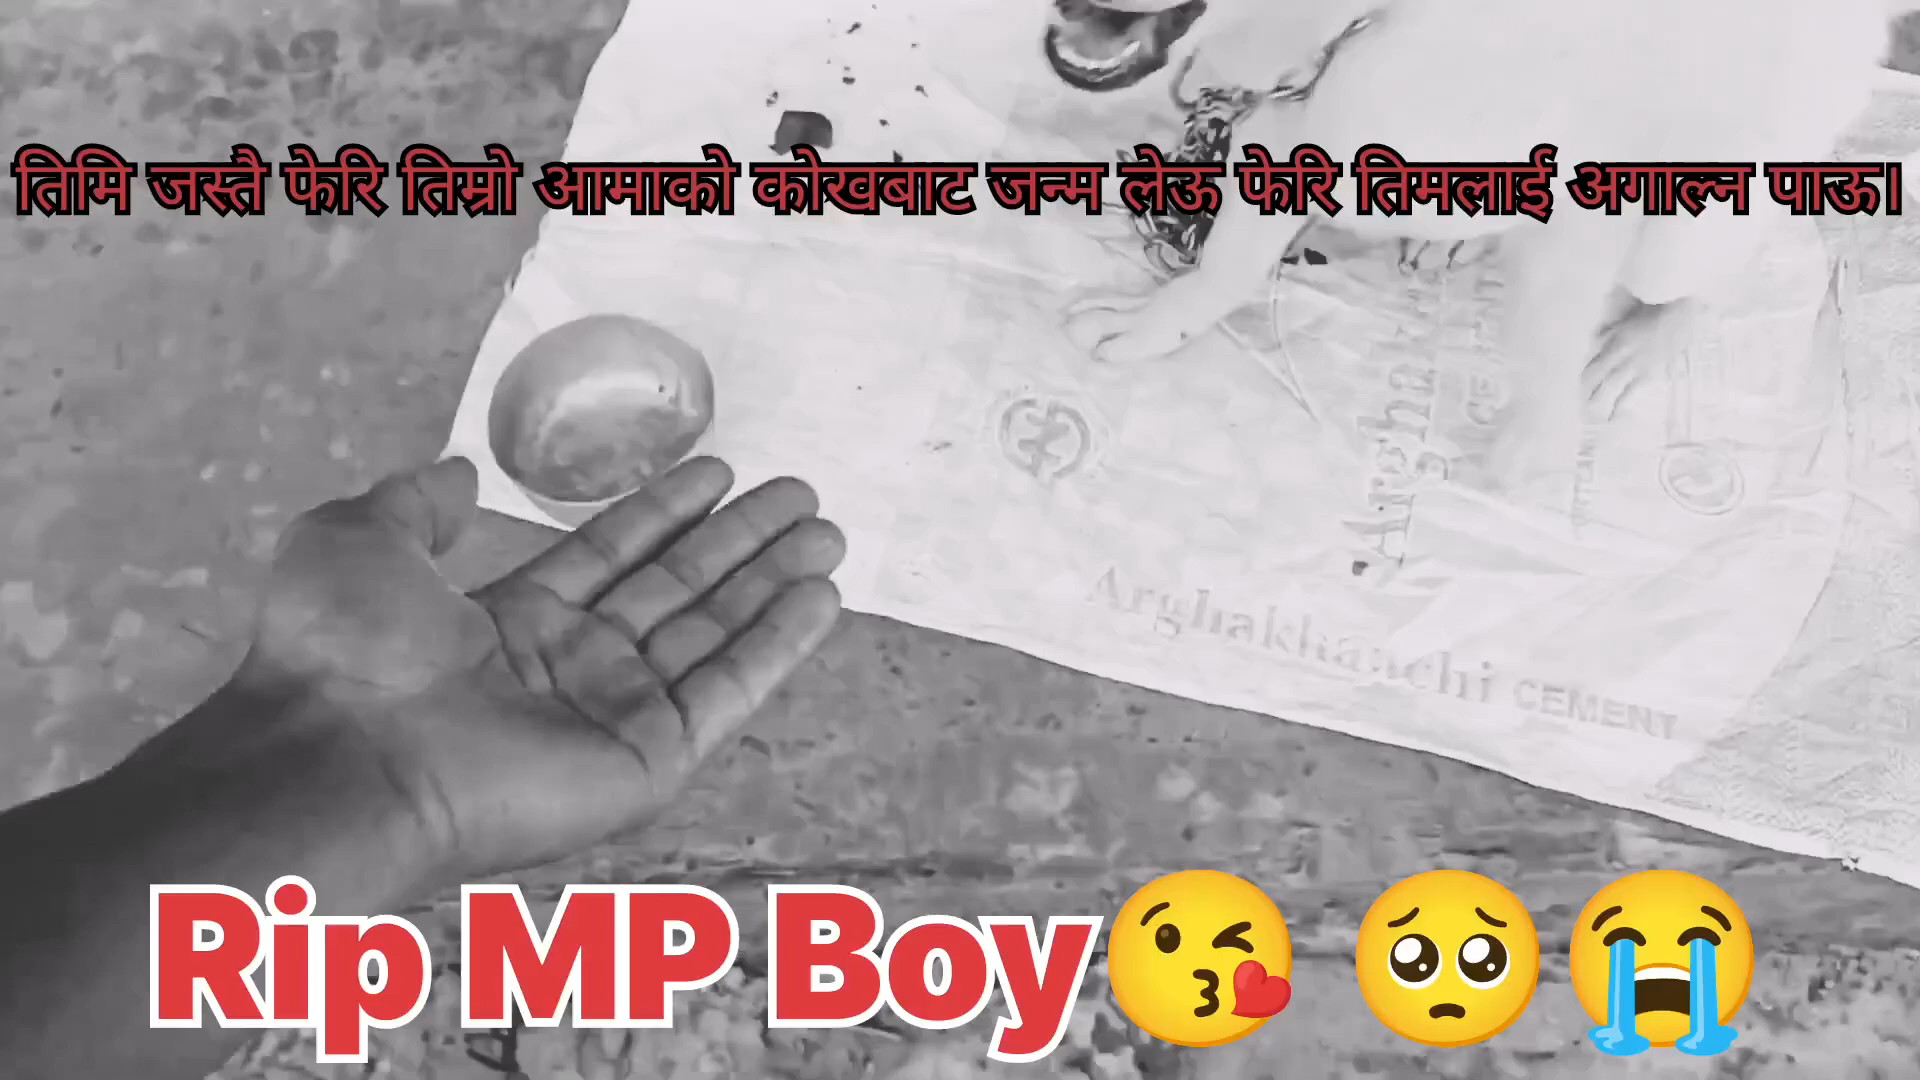 तिमि जस्तै फेरि तिम्रो आमाको कोखबाट जन्म लेऊ फेरि तिमलाई अगाल्न पाऊ।
Arghakhanchi CEMENT
Rip MP Boy😘 🥺😭